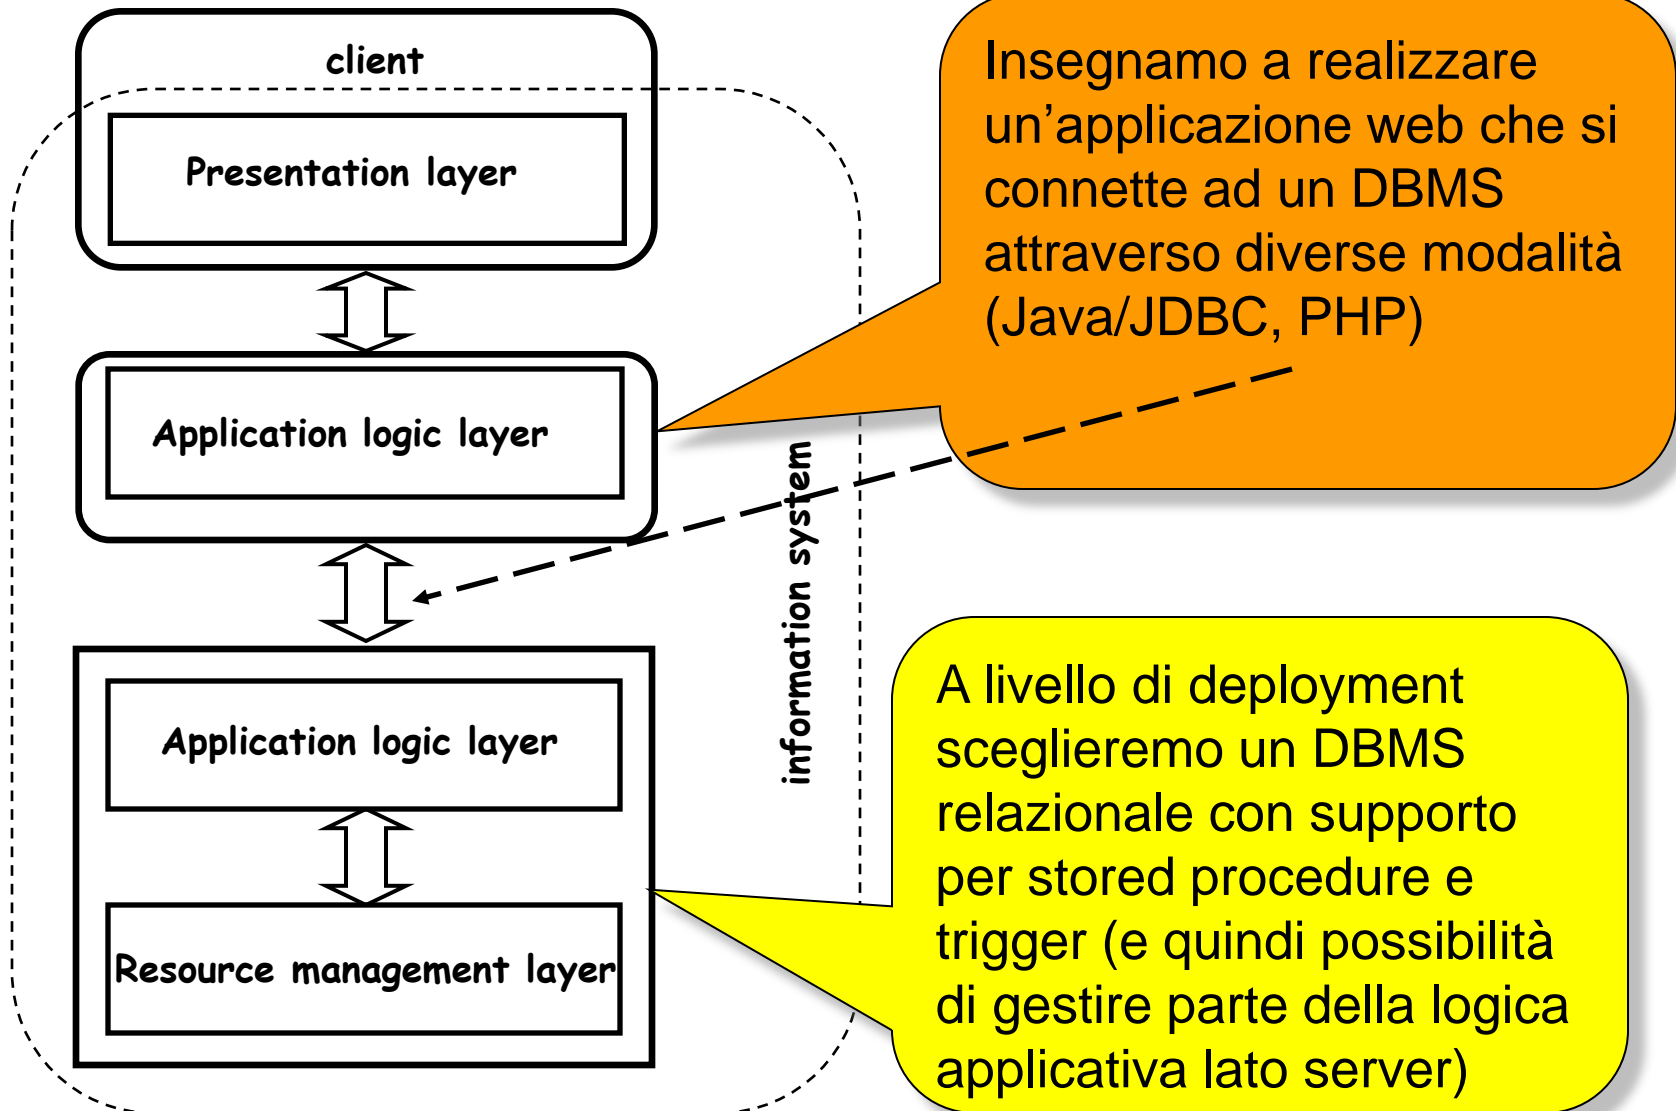 client
Presentation layer
Application logic layer
Application logic layer
Resource management layer
information system
Insegnamo a realizzare
un’applicazione web che si
connette ad un DBMS
attraverso diverse modalità
(Java/JDBC, PHP)
A livello di deployment
sceglieremo un DBMS
relazionale con supporto
per stored procedure e
trigger (e quindi possibilità
di gestire parte della logica
applicativa lato server)